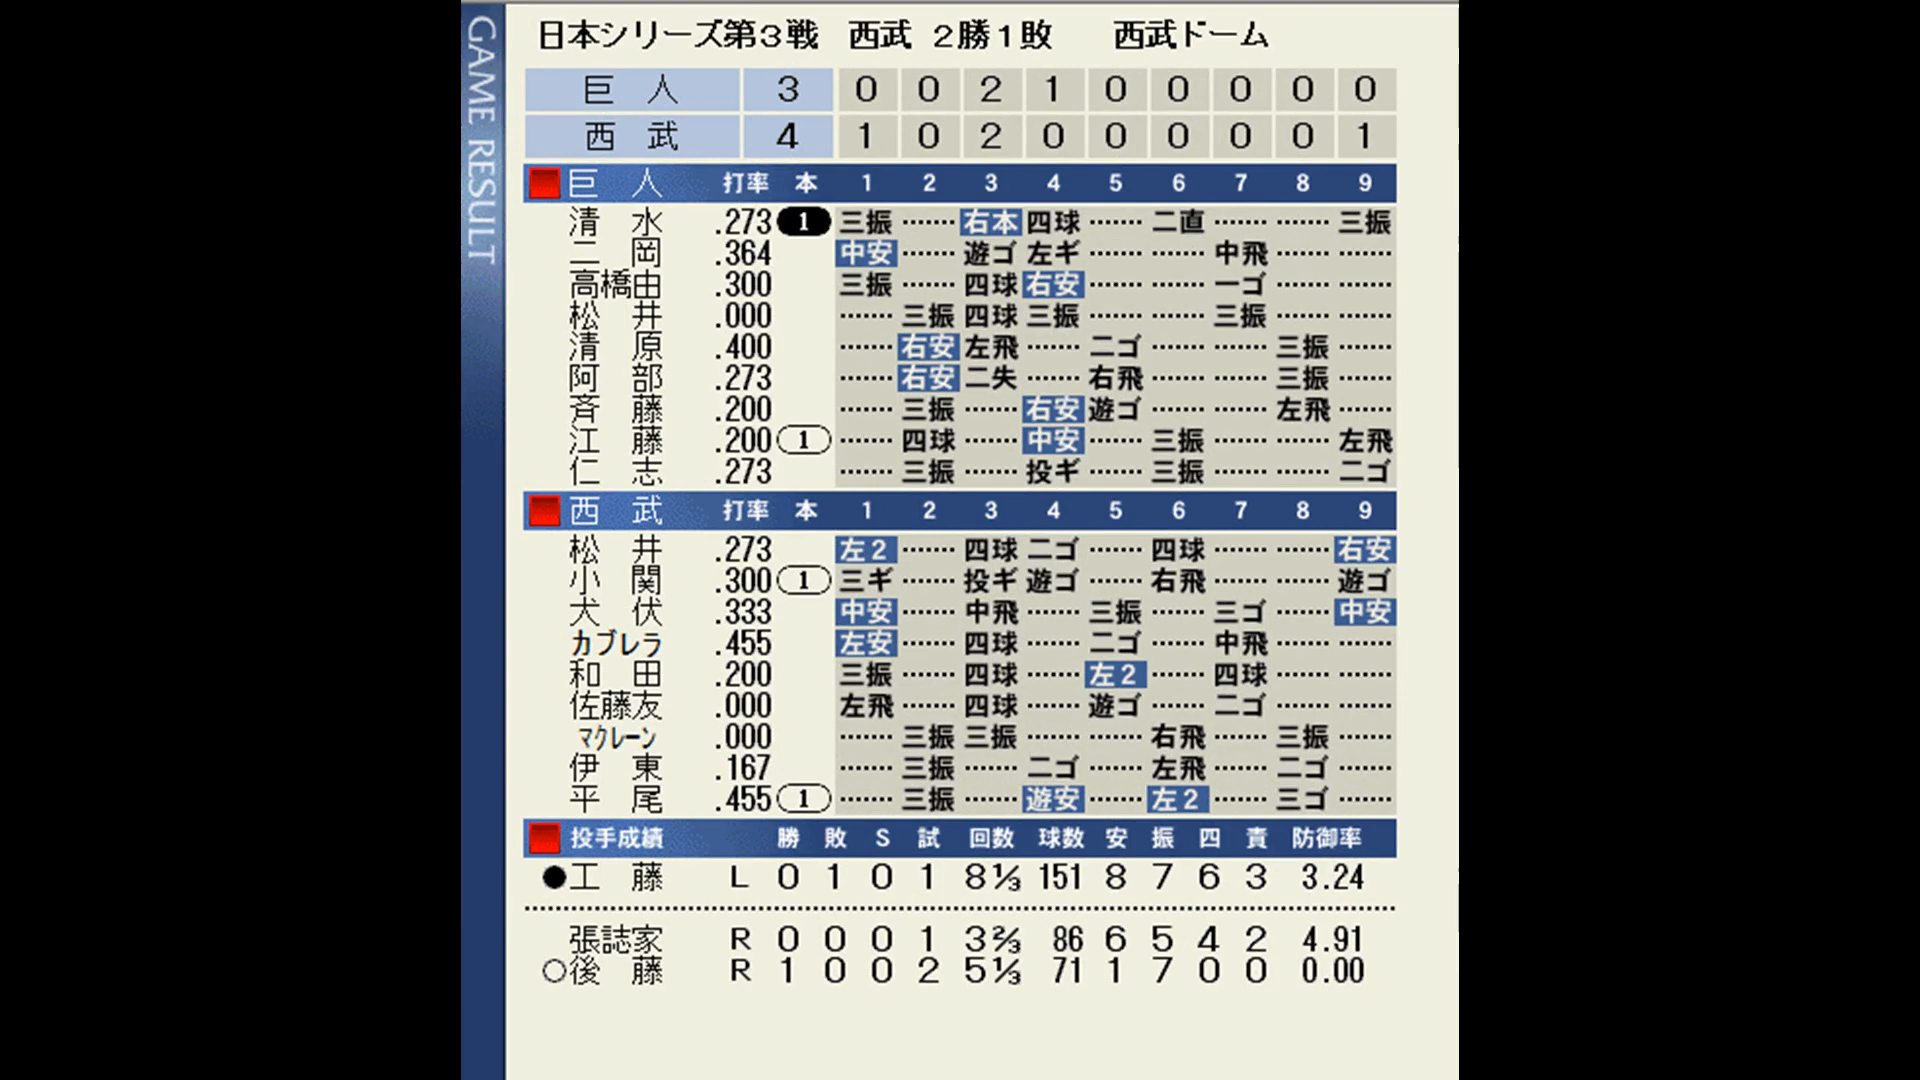 GAME RESULT
日本シリーズ第3戦 西武 2勝1敗 西武ドーム
巨人 3 0 0 2 1 0 0 0 0 0
西武 4 1 0 2 0 0 0 0 0 1
巨人 打率 本 1 2 3 4 5 6 7 8 9
清水 .273 1 三振 …… 右本 四球 …… 二直 …… …… 三振
二岡 .364 中安 …… 遊ゴ 左ギ …… …… 中飛 …… ……
高橋由 .300 三振 …… 四球 右安 …… …… 一ゴ …… ……
松井 .000 …… 三振 四球 三振 …… …… 三振 …… ……
清原 .400 …… 右安 左飛 …… 二ゴ …… …… 三振 ……
阿部 .273 …… 右安 二失 …… 右飛 …… …… 三振 ……
斉藤 .200 …… 三振 …… 右安 遊ゴ …… …… 左飛 ……
江藤 .200 1 …… 四球 …… 中安 …… 三振 …… …… 左飛
仁志 .273 …… 三振 …… 投ギ …… 三振 …… …… 二ゴ
西武 打率 本 1 2 3 4 5 6 7 8 9
松井 .273 左2 …… 四球 二ゴ …… 四球 …… …… 右安
小関 .300 1 三ギ …… 投ギ 遊ゴ …… 右飛 …… …… 遊ゴ
犬伏 .333 中安 …… 中飛 …… 三振 …… 三ゴ …… 中安
カブレラ .455 左安 …… 四球 …… 二ゴ …… 中飛 …… ……
和田 .200 三振 …… 四球 …… 左2 …… 四球 …… ……
佐藤友 .000 左飛 …… 四球 …… 遊ゴ …… 二ゴ …… ……
マクレーン .000 …… 三振 三振 …… …… 右飛 …… 三振 ……
伊東 .167 …… 三振 …… 二ゴ …… 左飛 …… 二ゴ ……
平尾 .455 1 …… 三振 …… 遊安 …… 左2 …… 三ゴ ……
投手成績 勝 敗 S 試 回数 球数 安 振 四 責 防御率
●工藤 L 0 1 0 1 8⅓ 151 8 7 6 3 3.24
張誌家 R 0 0 0 1 3⅔ 86 6 5 4 2 4.91
○後藤 R 1 0 0 2 5⅓ 71 1 7 0 0 0.00